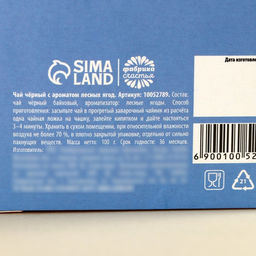 SIMA
LAND
фабрика
счастья
Дата изготовлен
Чай чёрный с ароматом лесных ягод. Артикул: 10052789. Состав:
чай чёрный байховый, ароматизатор: лесные ягоды. Способ
приготовления: засыпьте чай в прогретый заварочный чайник из расчёта
одна чайная ложка на чашку, залейте кипятком и дайте настояться
3–4 минуты. Хранить в сухом помещении, при относительной влажности
воздуха не более 70 %, в плотно закрытой упаковке, отдельно от сильно
пахнущих веществ. Масса нетто: 100 г. Срок годности: 36 месяцев.
Изготовитель:
6 900100 52
21